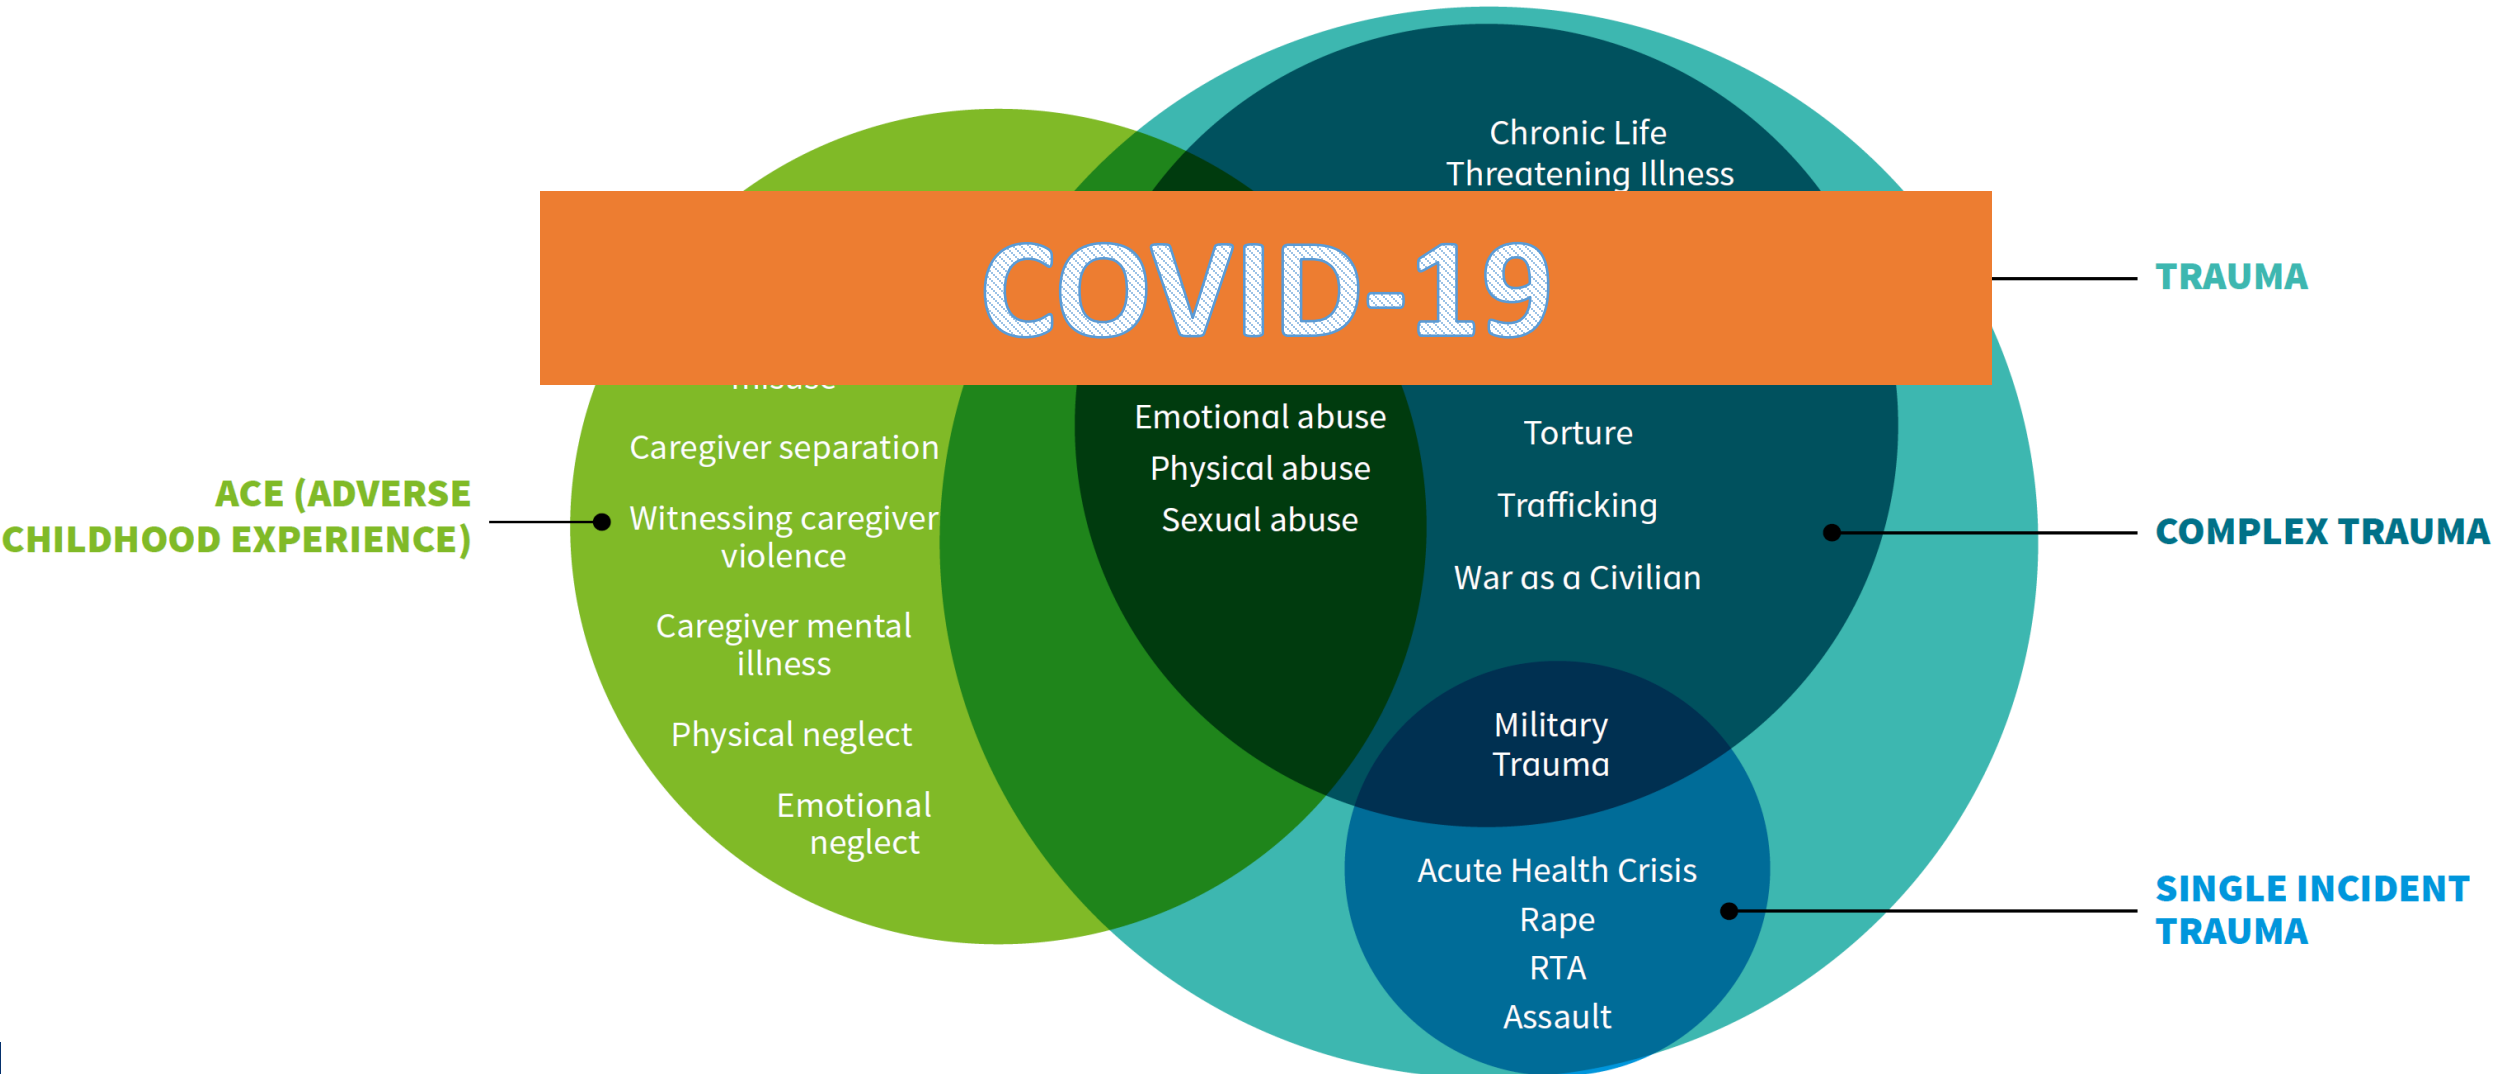 Chronic Life
Threatening Illness
COVID-19
TRAUMA
misuse
Caregiver separation
Witnessing caregiver
violence
Caregiver mental
illness
Physical neglect
Emotional
neglect
Emotional abuse
Physical abuse
Sexual abuse
Torture
Trafficking
War as a Civilian
ACE (ADVERSE
CHILDHOOD EXPERIENCE)
COMPLEX TRAUMA
Military
Trauma
Acute Health Crisis
Rape
RTA
Assault
SINGLE INCIDENT
TRAUMA